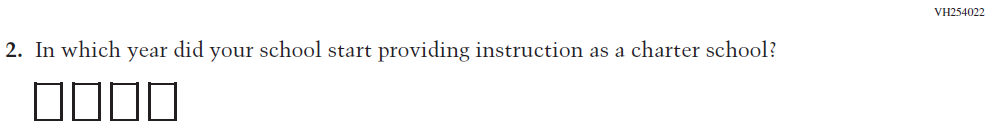 VH254022
2. In which year did your school start providing instruction as a charter school?